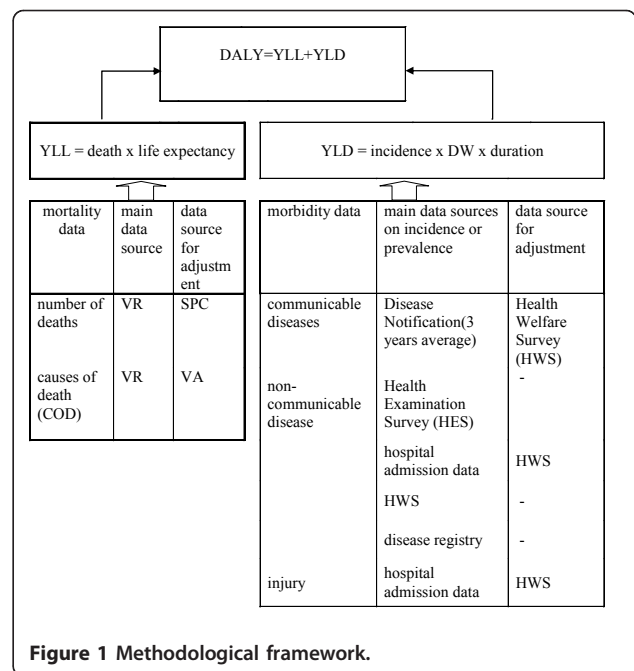 DALY=YLL+YLD
YLL = death x life expectancy
YLD = incidence x DW x duration
mortality
data
main
data
source
data
source
for
adjustm
ent
number of
deaths
VR
SPC
causes of
death
(COD)
VR
VA
morbidity data
main data sources
on incidence or
prevalence
data source
for
adjustment
communicable
diseases
Disease
Notification(3
years average)
Health
Welfare
Survey
(HWS)
non-
communicable
disease
Health
Examination
Survey (HES)
-
hospital
admission data
HWS
HWS
-
disease registry
-
injury
hospital
admission data
HWS
Figure 1 Methodological framework.